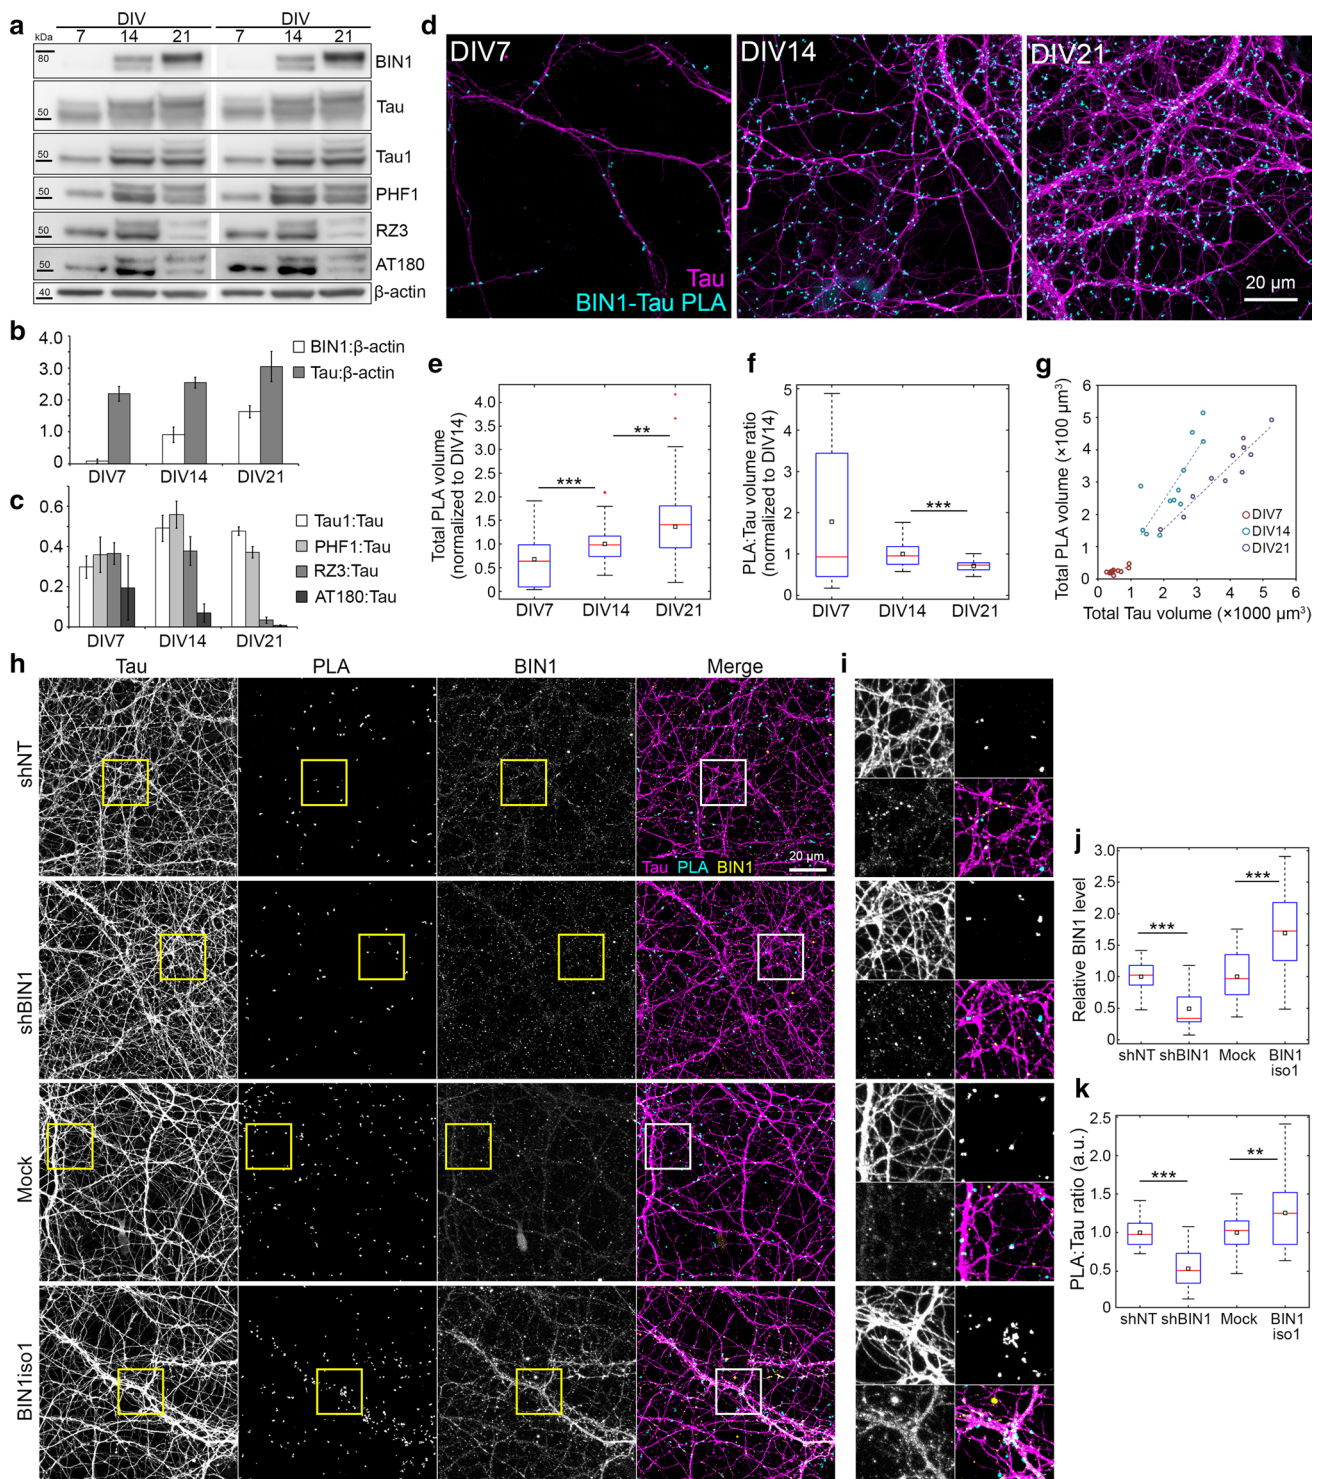 a
DIV
DIV
kDa
7
14
21
7
14
21
80
BIN1
50
Tau
50
Tau1
50
PHF1
50
RZ3
50
AT180
40
β-actin
b
4.0
3.0
2.0
1.0
0
BIN1:β-actin
Tau:β-actin
DIV7
DIV14
DIV21
c
0.6
0.4
0.2
0
Tau1:Tau
PHF1:Tau
RZ3:Tau
AT180:Tau
DIV7
DIV14
DIV21
d
DIV7
DIV14
DIV21
Tau
BIN1-Tau PLA
20 µm
e
Total PLA volume
(normalized to DIV14)
4.0
3.5
3.0
2.5
2.0
1.5
1.0
0.5
0
***
**
DIV7
DIV14
DIV21
f
PLA:Tau volume ratio
(normalized to DIV14)
5
4
3
2
1
0
***
DIV7
DIV14
DIV21
g
Total PLA volume (×100 µm³)
6
5
4
3
2
1
0
DIV7
DIV14
DIV21
0
1
2
3
4
5
6
Total Tau volume (×1000 µm³)
h
Tau
PLA
BIN1
Merge
shNT
Tau PLA BIN1
20 µm
shBIN1
Mock
BIN1iso1
i
j
Relative BIN1 level
3.0
2.5
2.0
1.5
1.0
0.5
0
***
***
shNT
shBIN1
Mock
BIN1
iso1
k
PLA:Tau ratio (a.u.)
2.5
2.0
1.5
1.0
0.5
0
***
**
shNT
shBIN1
Mock
BIN1
iso1